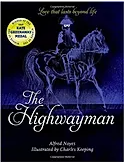 Love that lasts beyond life
KATE
GREENAWAY
MEDAL
The
Highwayman
Alfred Noyes
Illustrated by Charles Keeping